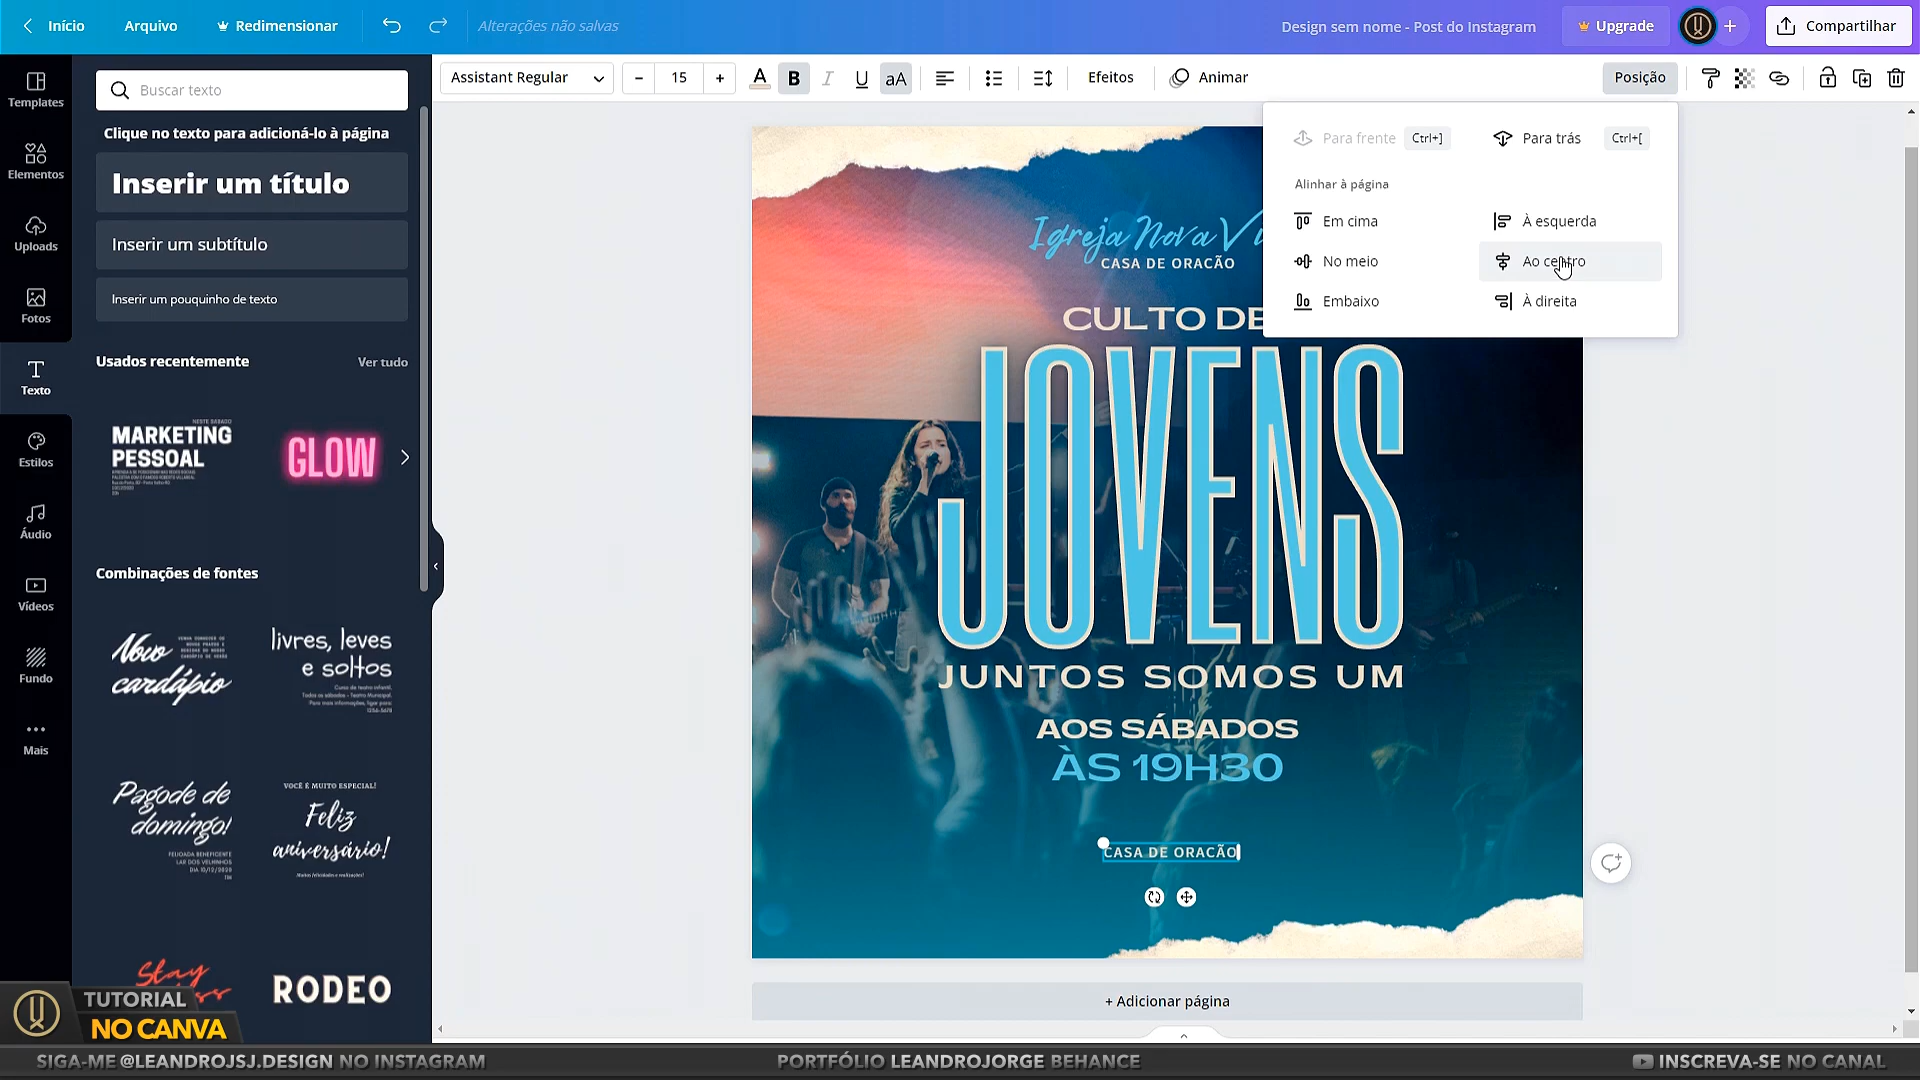 Início
Arquivo
Redimensionar
Alterações não salvas
Design sem nome - Post do Instagram
Upgrade
Compartilhar
Assistant Regular
15
A
B
I
U
aA
Efeitos
Animar
Posição
Templates
Elementos
Uploads
Fotos
Texto
Estilos
Áudio
Vídeos
Fundo
Mais
Buscar texto
Clique no texto para adicioná-lo à página
Inserir um título
Inserir um subtítulo
Inserir um pouquinho de texto
Usados recentemente
Ver tudo
NESTE SÁBADO
MARKETING
PESSOAL
GLOW
Combinações de fontes
Novo
cardápio
livres, leves
e soltos
Pagode de
domingo!
VOCÊ É MUITO ESPECIAL!
Feliz
aniversário!
Stay
RODEO
Para frente
Ctrl+]
Para trás
Ctrl+[
Alinhar à página
Em cima
À esquerda
No meio
Ao centro
Embaixo
À direita
Igreja Nova Vi
CASA DE ORACÃO
CULTO DE
JOVENS
JUNTOS SOMOS UM
AOS SÁBADOS
ÀS 19H30
CASA DE ORACÃO
+ Adicionar página
TUTORIAL
NO CANVA
SIGA-ME @LEANDROJSJ.DESIGN NO INSTAGRAM
PORTFÓLIO LEANDROJORGE BEHANCE
INSCREVA-SE NO CANAL